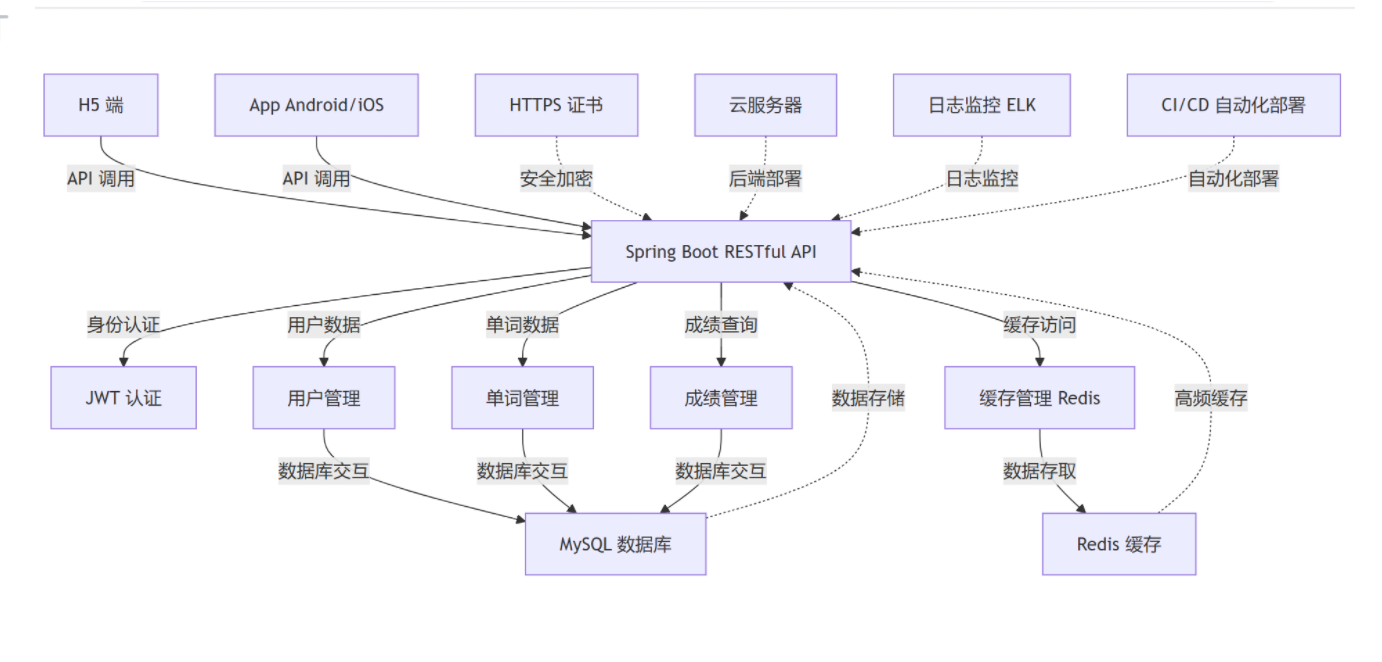 H5 端
App Android/iOS
HTTPS 证书
云服务器
日志监控 ELK
CI/CD 自动化部署
API 调用
API 调用
安全加密
后端部署
日志监控
自动化部署
Spring Boot RESTful API
身份认证
用户数据
单词数据
成绩查询
缓存访问
JWT 认证
用户管理
单词管理
成绩管理
数据存储
缓存管理 Redis
高频缓存
数据库交互
数据库交互
数据库交互
数据存取
MySQL 数据库
Redis 缓存